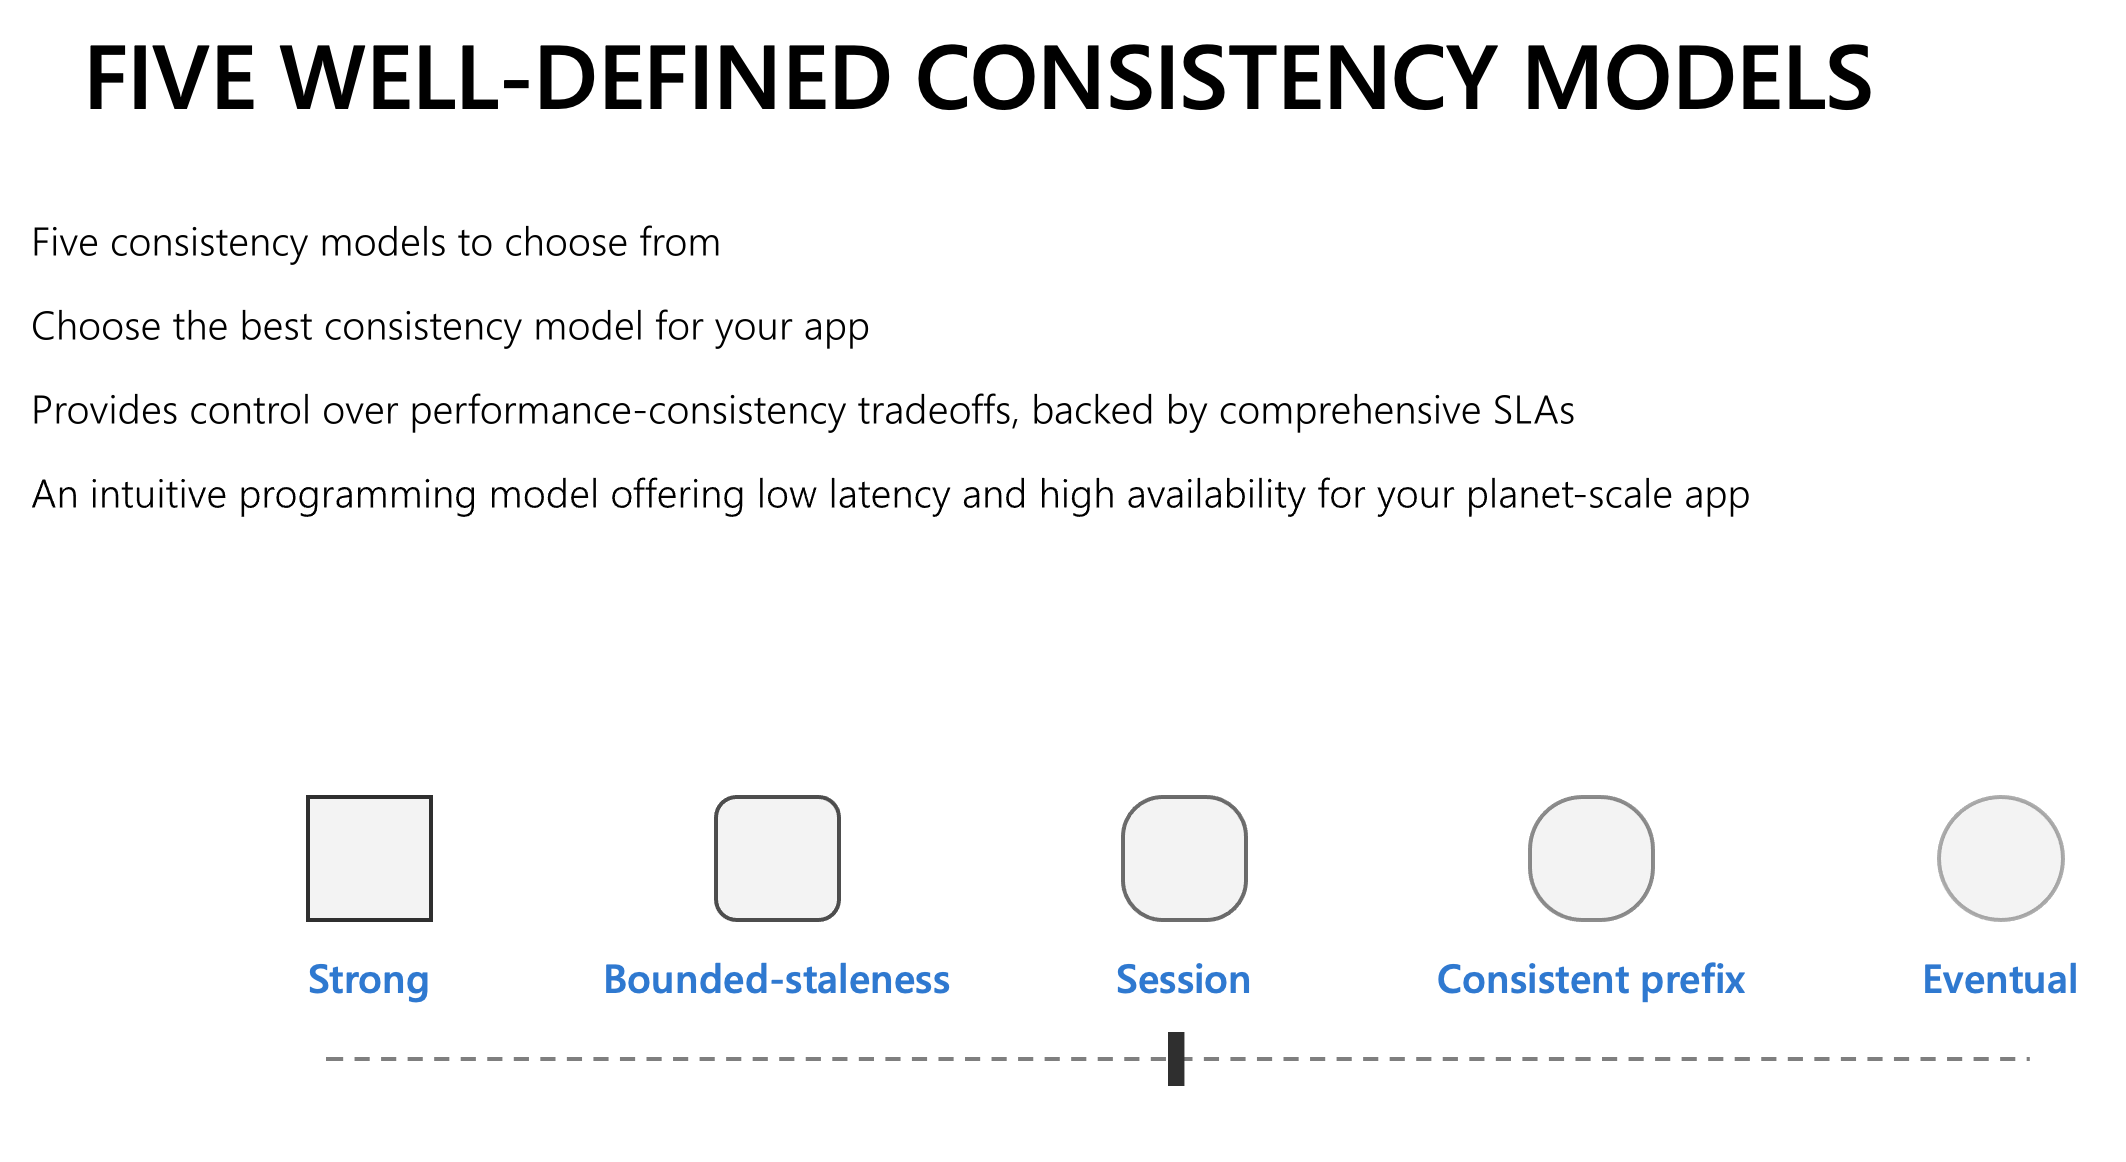 FIVE WELL-DEFINED CONSISTENCY MODELS
Five consistency models to choose from
Choose the best consistency model for your app
Provides control over performance-consistency tradeoffs, backed by comprehensive SLAs
An intuitive programming model offering low latency and high availability for your planet-scale app
Strong
Bounded-staleness
Session
Consistent prefix
Eventual